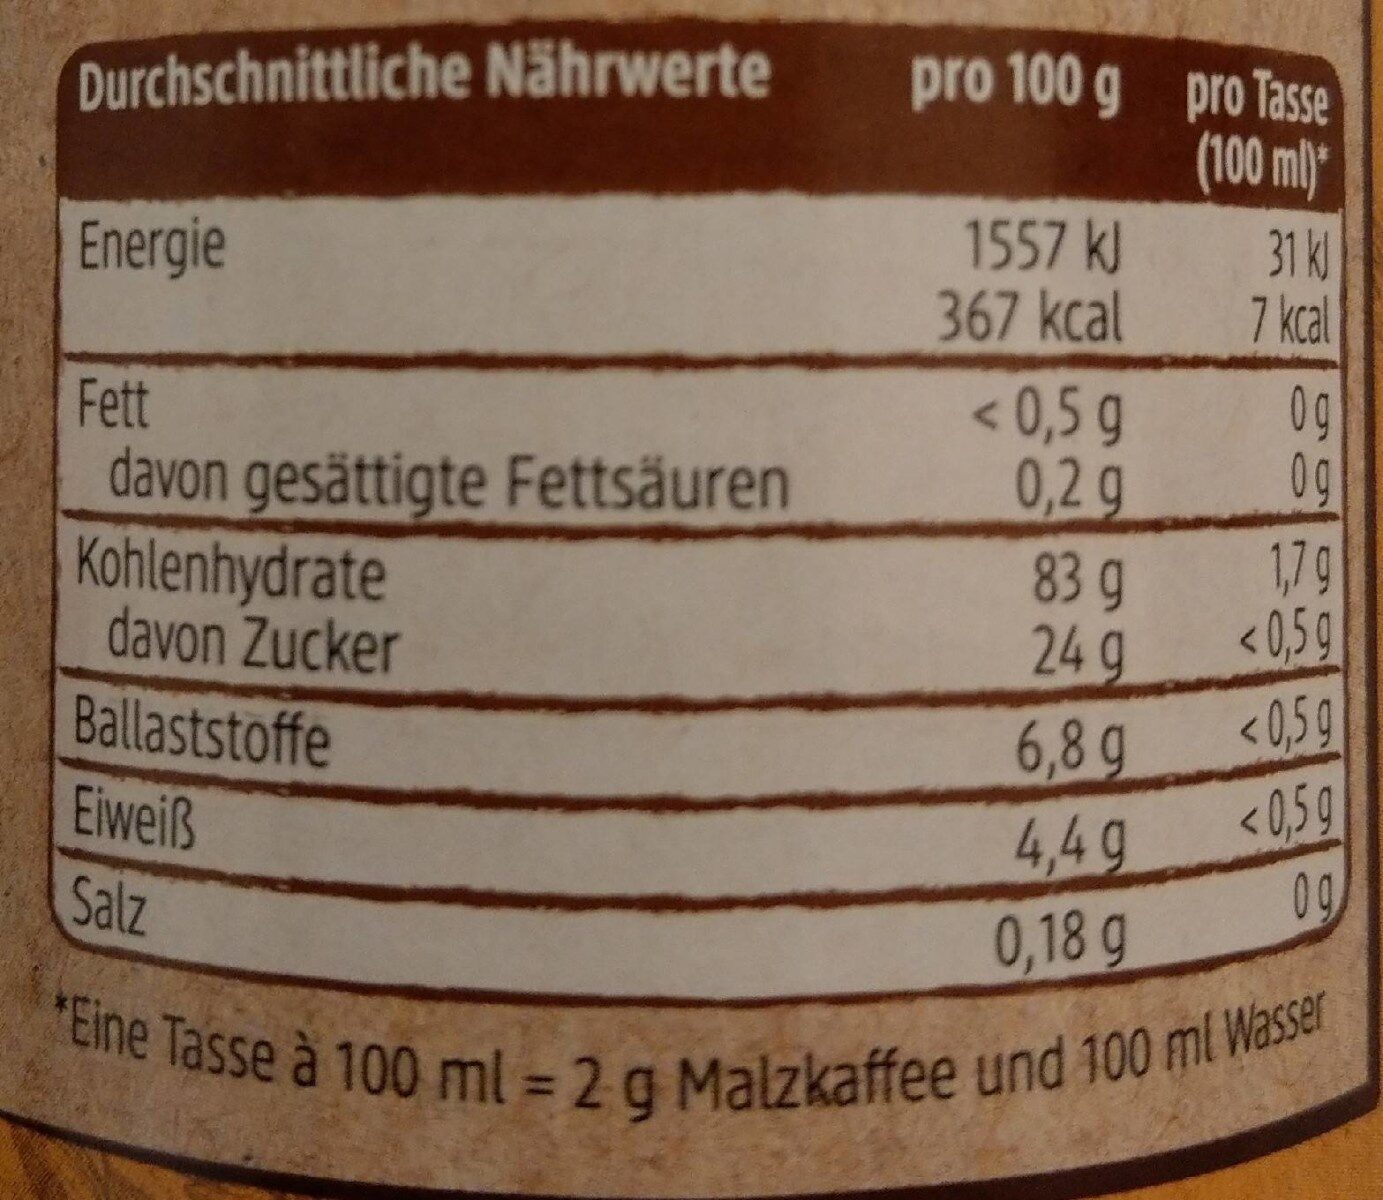 Durchschnittliche Nährwerte pro 100 g pro Tasse
(100 ml)*
Energie 1557 kJ 31 kJ
367 kcal 7 kcal
Fett < 0,5 g 0 g
davon gesättigte Fettsäuren 0,2 g 0 g
Kohlenhydrate 83 g 1,7 g
davon Zucker 24 g < 0,5 g
Ballaststoffe 6,8 g < 0,5 g
Eiweiß 4,4 g < 0,5 g
Salz 0,18 g 0 g
*Eine Tasse à 100 ml = 2 g Malzkaffee und 100 ml Wasser